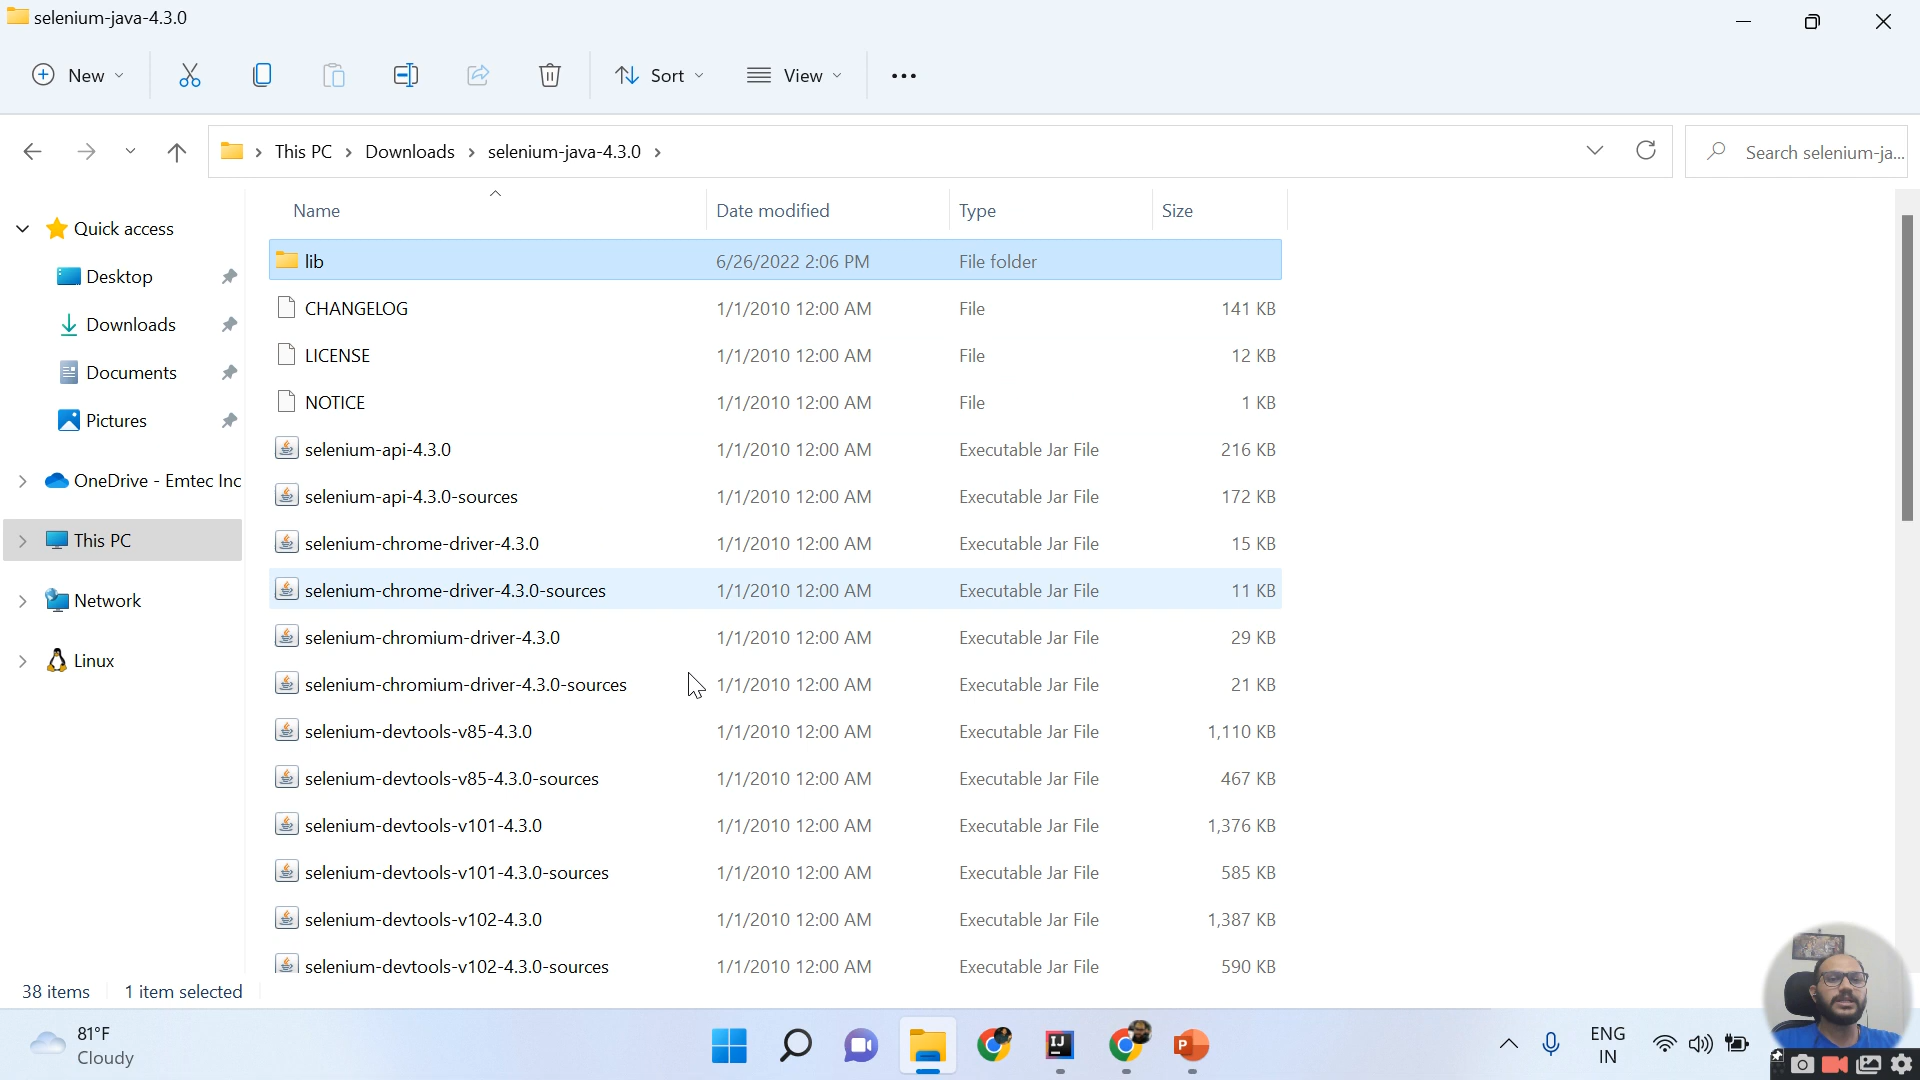 selenium-java-4.3.0
New
Sort
View
This PC > Downloads > selenium-java-4.3.0 >
Search selenium-ja...
Name Date modified Type Size
Quick access
Desktop
Downloads
Documents
Pictures
OneDrive - Emtec Inc
This PC
Network
Linux
lib 6/26/2022 2:06 PM File folder
CHANGELOG 1/1/2010 12:00 AM File 141 KB
LICENSE 1/1/2010 12:00 AM File 12 KB
NOTICE 1/1/2010 12:00 AM File 1 KB
selenium-api-4.3.0 1/1/2010 12:00 AM Executable Jar File 216 KB
selenium-api-4.3.0-sources 1/1/2010 12:00 AM Executable Jar File 172 KB
selenium-chrome-driver-4.3.0 1/1/2010 12:00 AM Executable Jar File 15 KB
selenium-chrome-driver-4.3.0-sources 1/1/2010 12:00 AM Executable Jar File 11 KB
selenium-chromium-driver-4.3.0 1/1/2010 12:00 AM Executable Jar File 29 KB
selenium-chromium-driver-4.3.0-sources 1/1/2010 12:00 AM Executable Jar File 21 KB
selenium-devtools-v85-4.3.0 1/1/2010 12:00 AM Executable Jar File 1,110 KB
selenium-devtools-v85-4.3.0-sources 1/1/2010 12:00 AM Executable Jar File 467 KB
selenium-devtools-v101-4.3.0 1/1/2010 12:00 AM Executable Jar File 1,376 KB
selenium-devtools-v101-4.3.0-sources 1/1/2010 12:00 AM Executable Jar File 585 KB
selenium-devtools-v102-4.3.0 1/1/2010 12:00 AM Executable Jar File 1,387 KB
selenium-devtools-v102-4.3.0-sources 1/1/2010 12:00 AM Executable Jar File 590 KB
38 items 1 item selected
81°F
Cloudy
IJ
P
ENG
IN